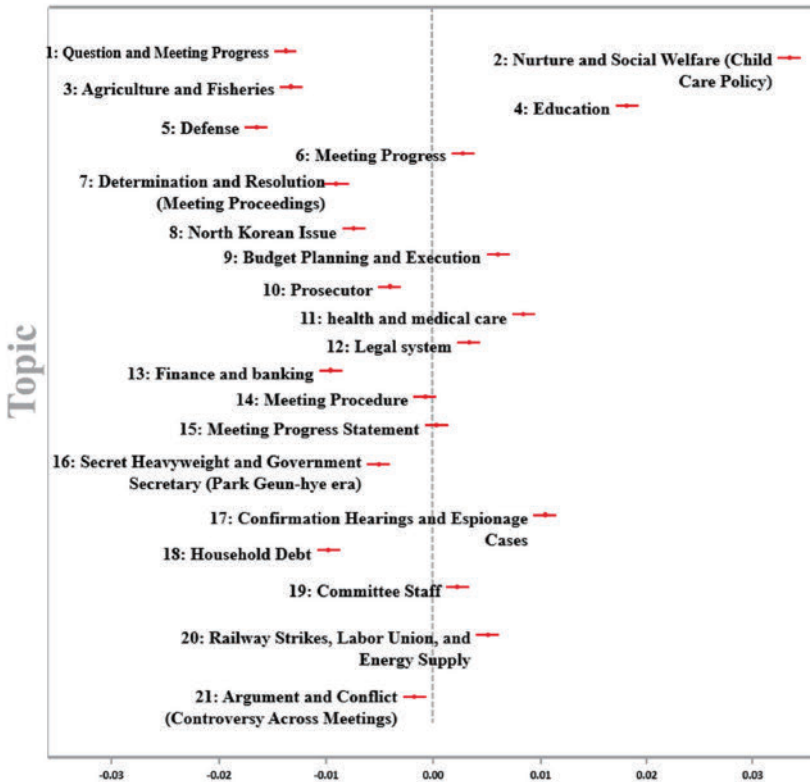 1: Question and Meeting Progress
2: Nurture and Social Welfare (Child
Care Policy)
3: Agriculture and Fisheries
4: Education
5: Defense
6: Meeting Progress
7: Determination and Resolution
(Meeting Proceedings)
8: North Korean Issue
9: Budget Planning and Execution
10: Prosecutor
11: health and medical care
12: Legal system
13: Finance and banking
14: Meeting Procedure
15: Meeting Progress Statement
16: Secret Heavyweight and Government
Secretary (Park Geun-hye era)
17: Confirmation Hearings and Espionage
Cases
18: Household Debt
19: Committee Staff
20: Railway Strikes, Labor Union, and
Energy Supply
21: Argument and Conflict
(Controversy Across Meetings)
Topic
-0.03 -0.02 -0.01 0.00 0.01 0.02 0.03